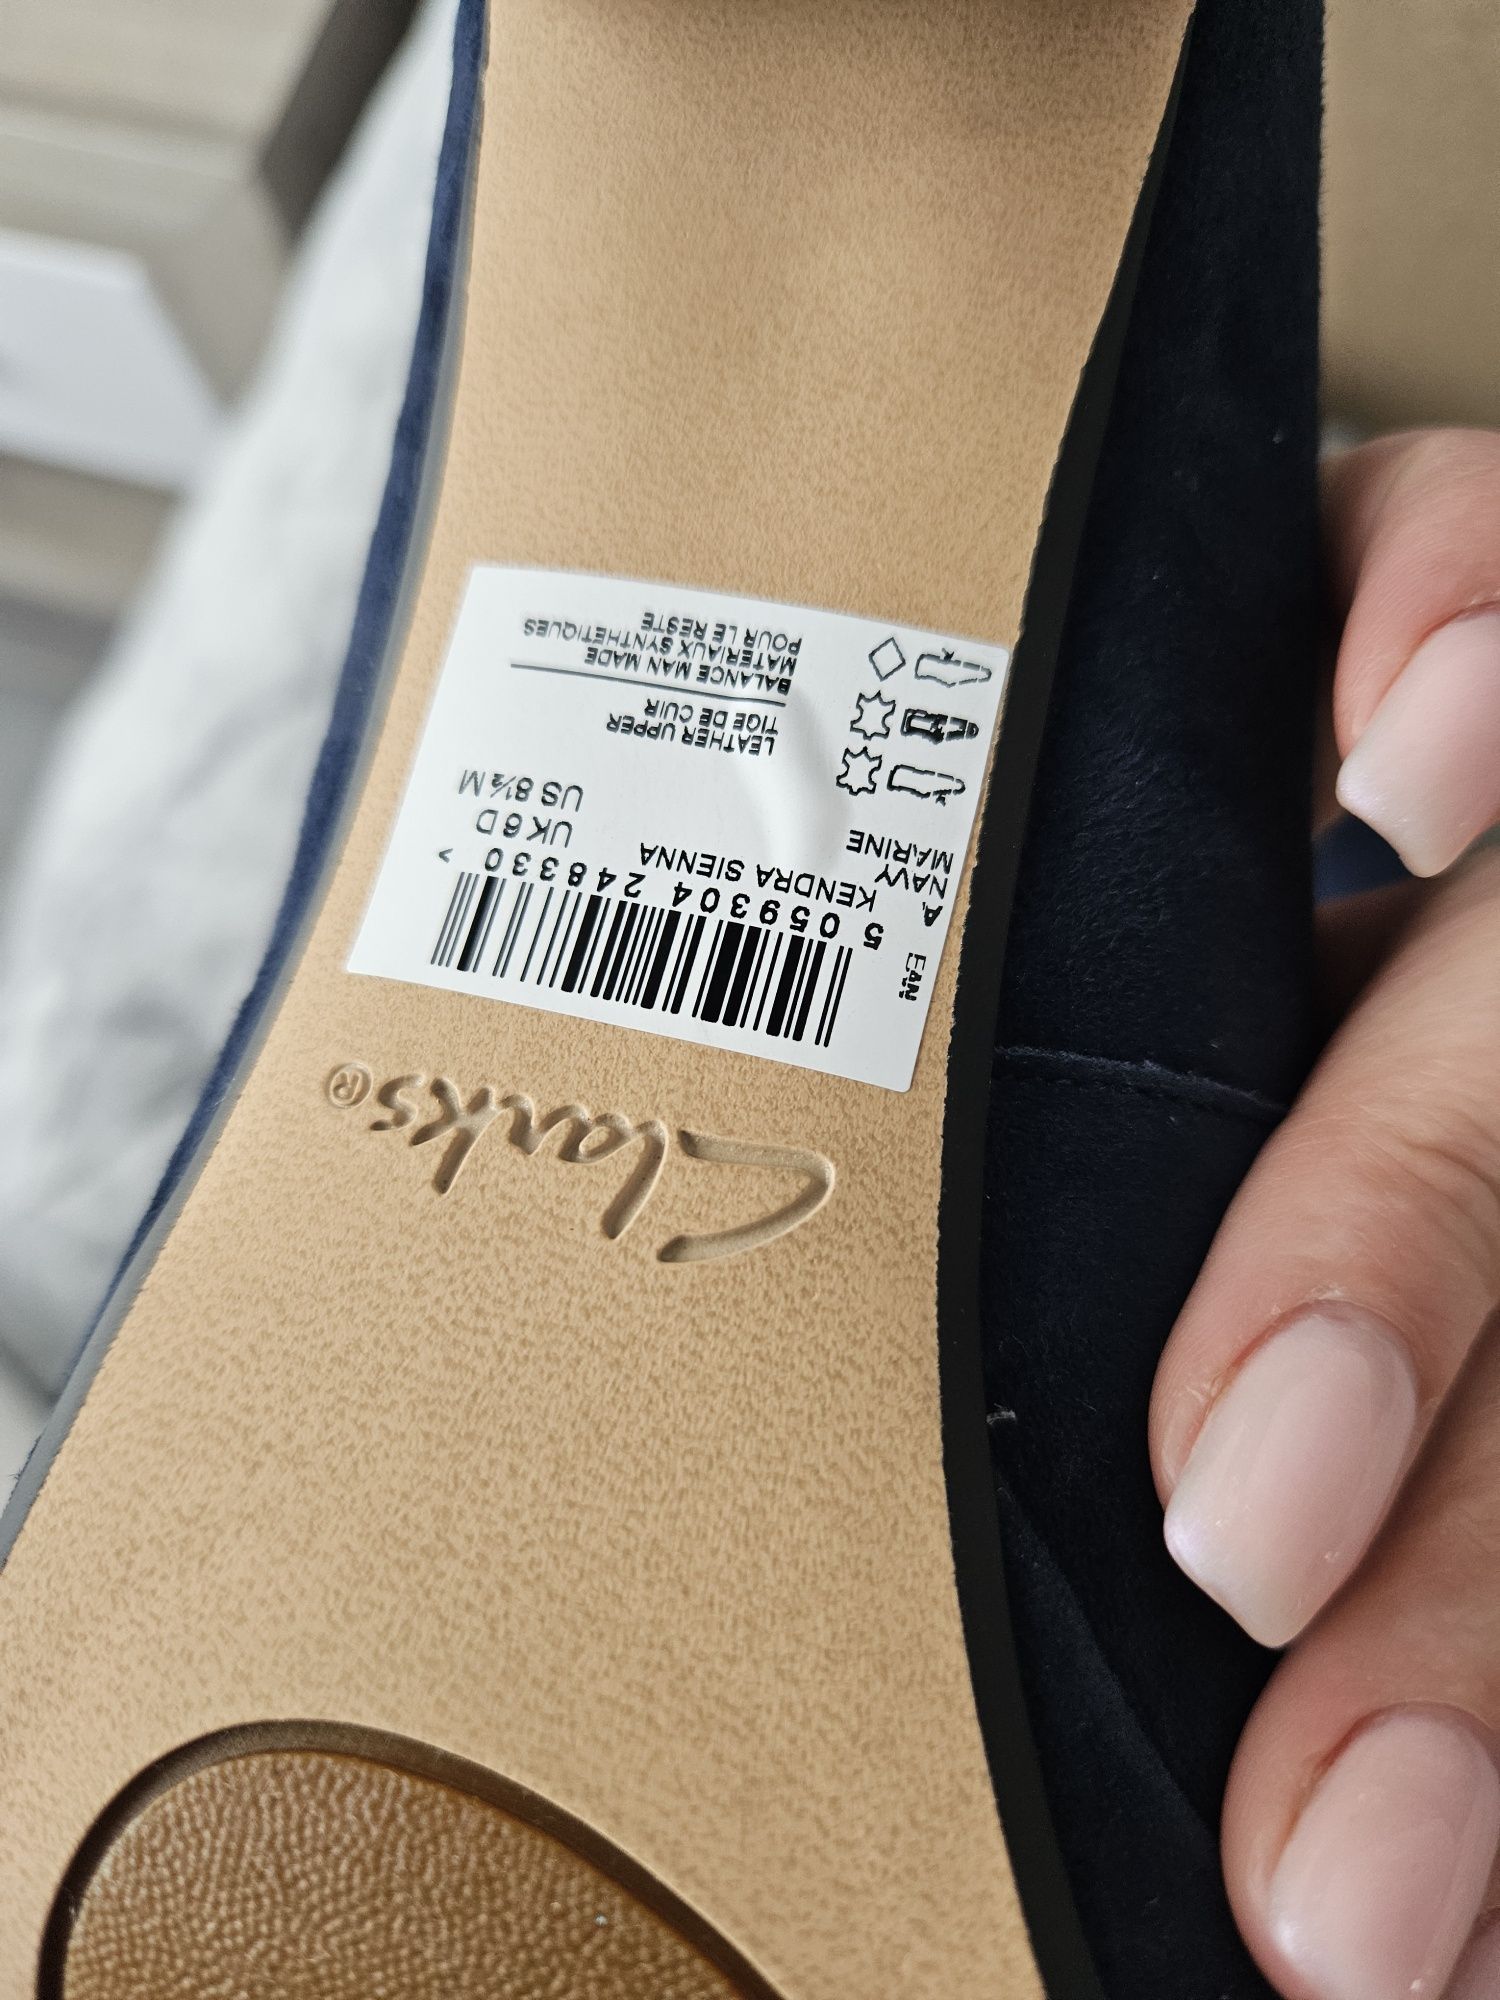 Clarks®
EAN
5 059304 248330 >
A. KENDRA SIENNA
NAVY
MARINE
UK 6 D
US 8½ M
LEATHER UPPER
TIGE DE CUIR
BALANCE MAN MADE
MATERIAUX SYNTHETIQUES
POUR LE RESTE